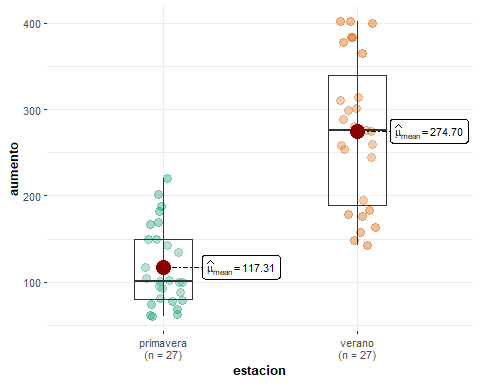 400
300
200
100
aumento
μ̂mean = 274.70
μ̂mean = 117.31
primavera
(n = 27)
verano
(n = 27)
estacion